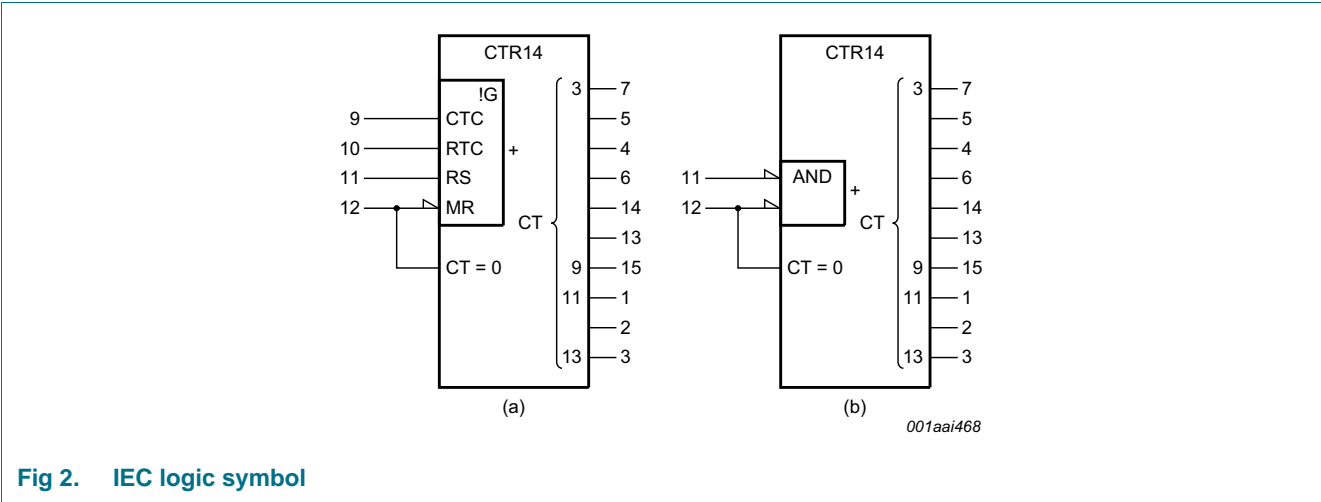 CTR14 CTR14
!G
3 7 3 7
9 CTC 5 5
10 RTC + 4 4
11 RS 6 11 AND 6
+
12 MR 14 12 14
CT CT
13 13
CT = 0 9 15 CT = 0 9 15
11 1 11 1
2 2
13 3 13 3
(a) (b)
001aai468
Fig 2. IEC logic symbol